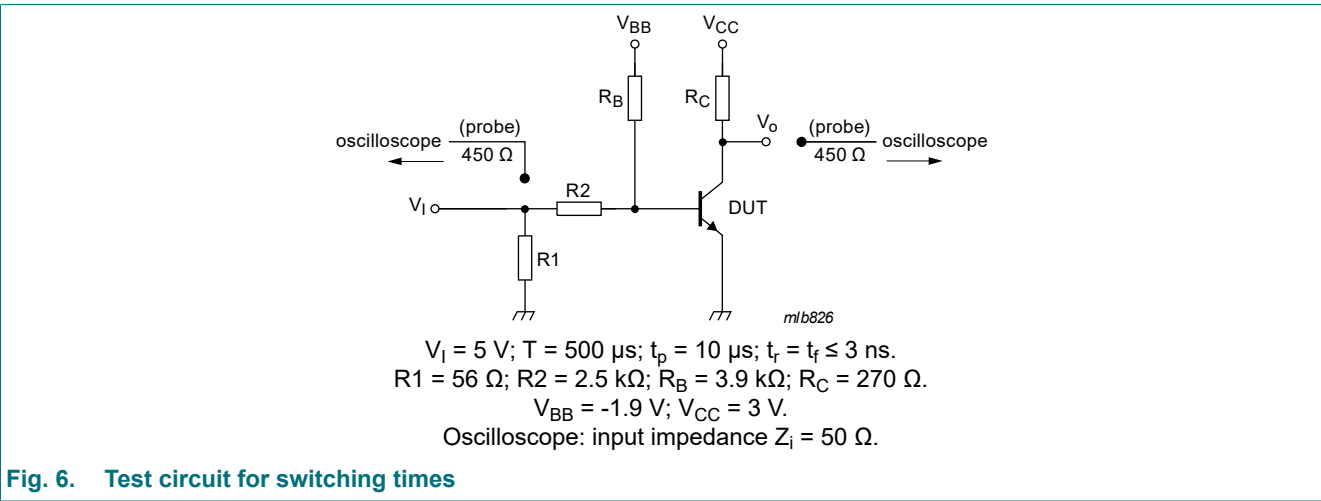 V_BB V_CC
R_B R_C
oscilloscope (probe) 450 Ω
V_o (probe) 450 Ω oscilloscope
R2
V_I
DUT
R1
mlb826
V_I = 5 V; T = 500 µs; t_p = 10 µs; t_r = t_f ≤ 3 ns.
R1 = 56 Ω; R2 = 2.5 kΩ; R_B = 3.9 kΩ; R_C = 270 Ω.
V_BB = -1.9 V; V_CC = 3 V.
Oscilloscope: input impedance Z_i = 50 Ω.
Fig. 6. Test circuit for switching times